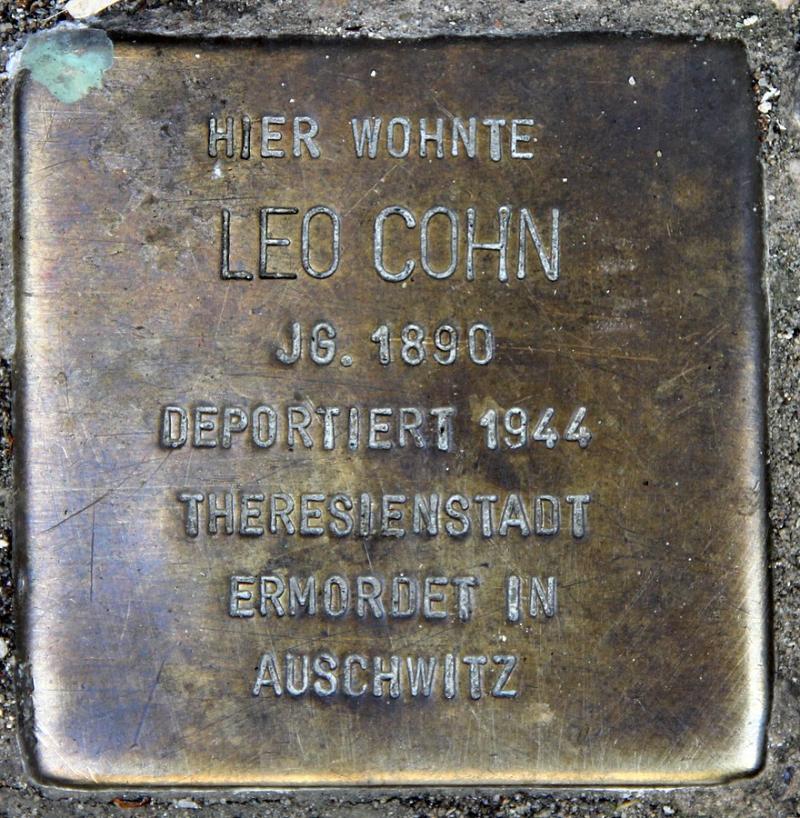 HIER WOHNTE
LEO COHN
JG. 1890
DEPORTIERT 1944
THERESIENSTADT
ERMORDET IN
AUSCHWITZ